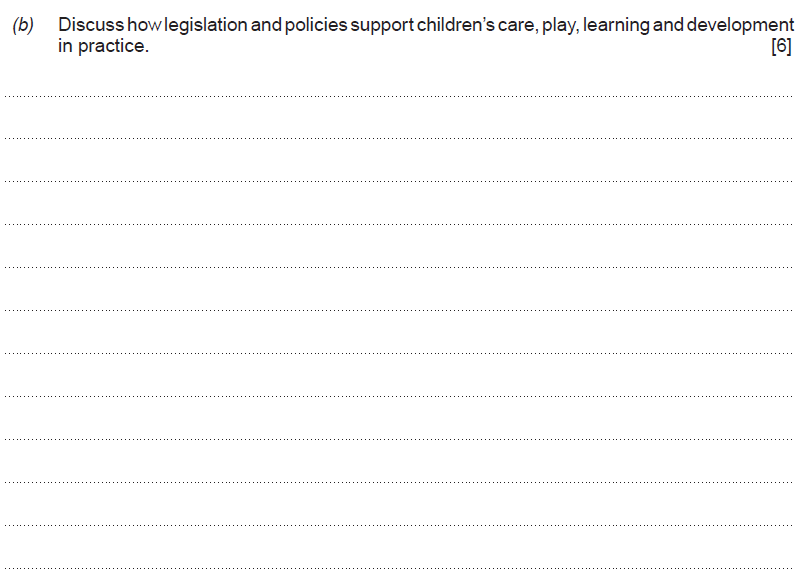 (b) Discuss how legislation and policies support children's care, play, learning and development
in practice. [6]